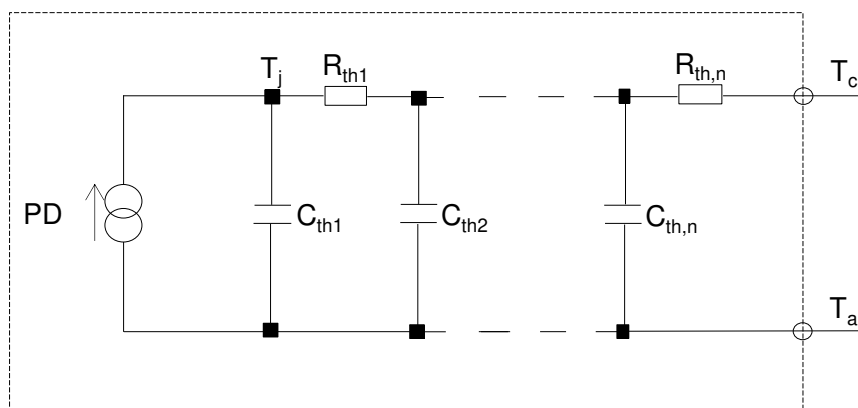 T_j
R_th1
R_th,n
T_c
PD
C_th1
C_th2
C_th,n
T_a